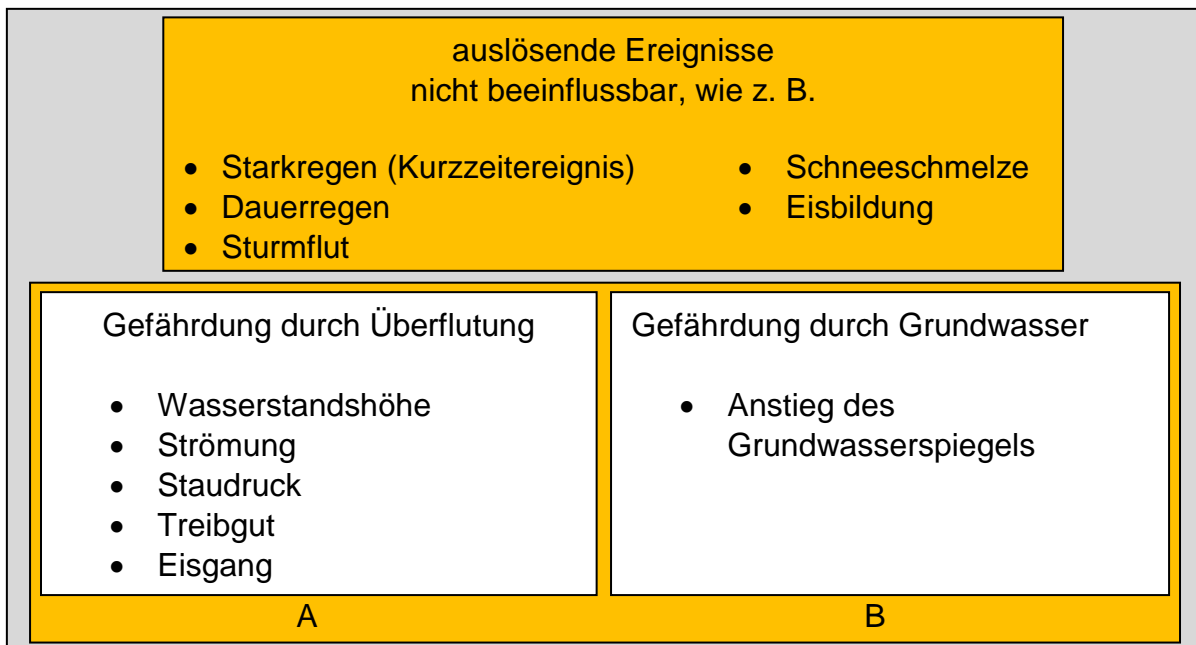 auslösende Ereignisse
nicht beeinflussbar, wie z. B.
• Starkregen (Kurzzeitereignis)
• Dauerregen
• Sturmflut
• Schneeschmelze
• Eisbildung
Gefährdung durch Überflutung
• Wasserstandshöhe
• Strömung
• Staudruck
• Treibgut
• Eisgang
A
Gefährdung durch Grundwasser
• Anstieg des
Grundwasserspiegels
B